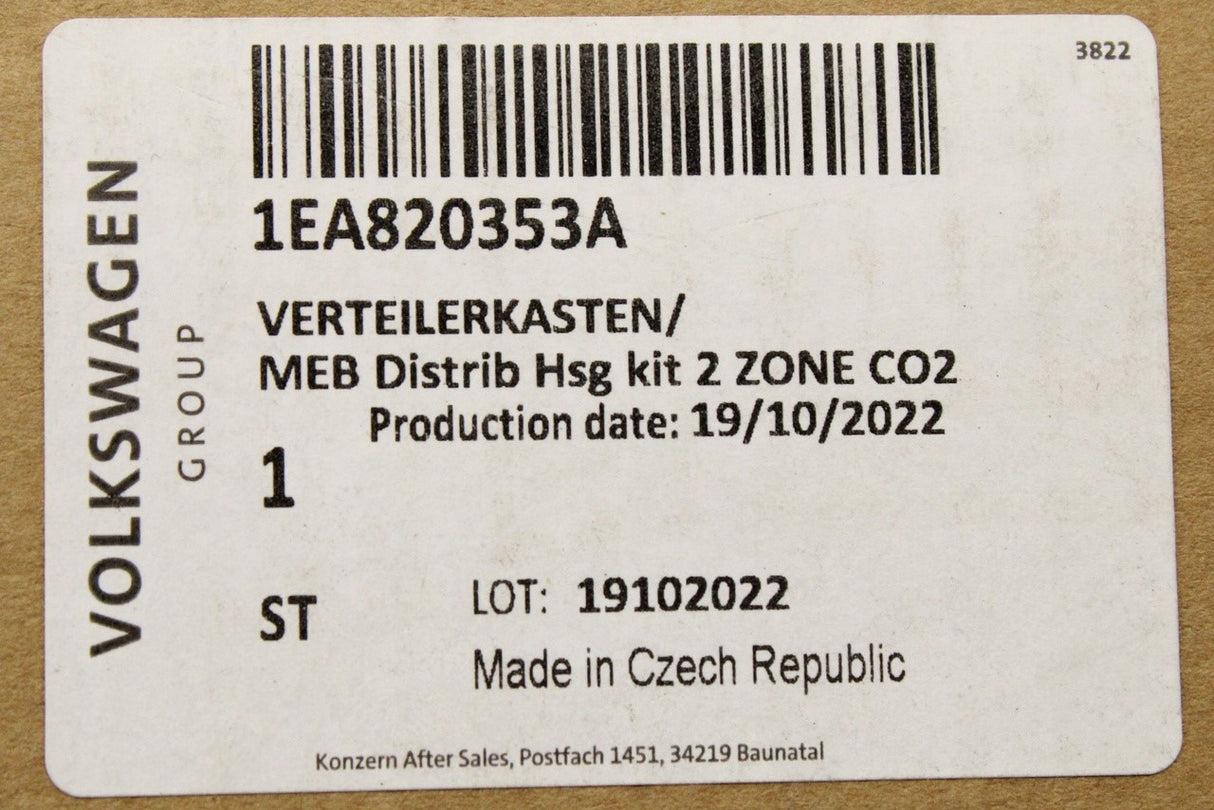 3822
VOLKSWAGEN
GROUP
1EA820353A
VERTEILERKASTEN/
MEB Distrib Hsg kit 2 ZONE CO2
Production date: 19/10/2022
1
ST
LOT: 19102022
Made in Czech Republic
Konzern After Sales, Postfach 1451, 34219 Baunatal